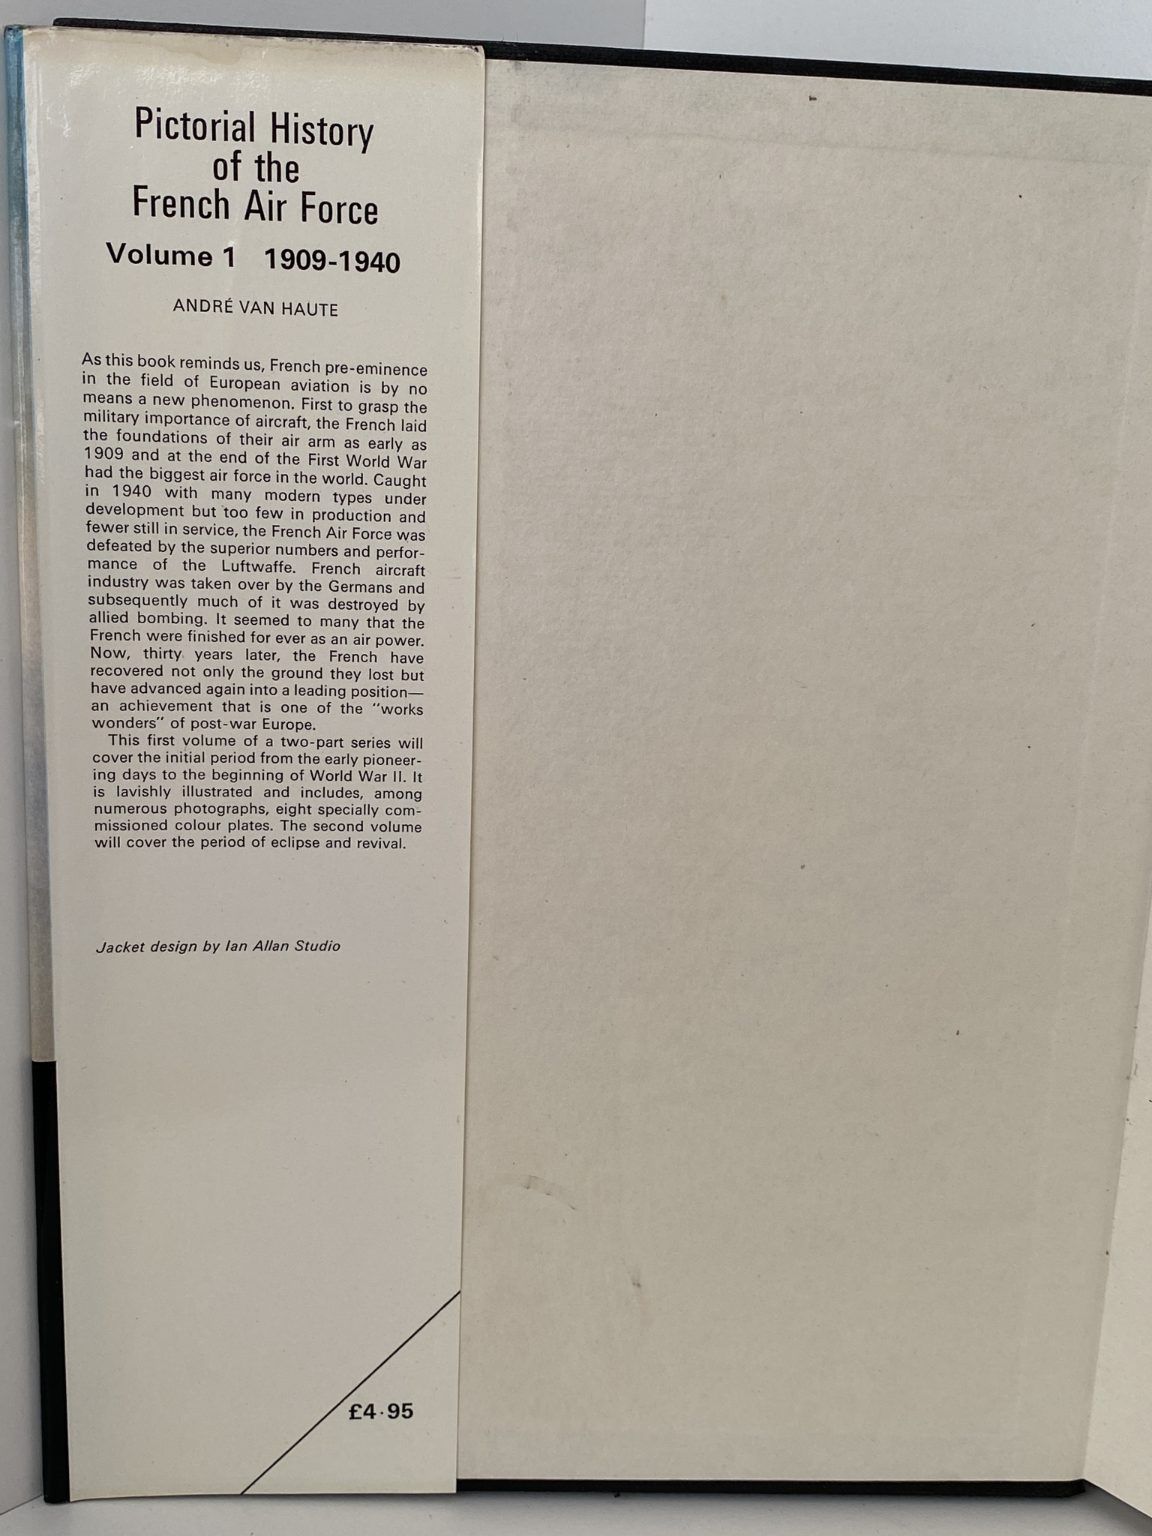 Pictorial History
of the
French Air Force
Volume 1 1909-1940
ANDRÉ VAN HAUTE
As this book reminds us, French pre-eminence
in the field of European aviation is by no
means a new phenomenon. First to grasp the
military importance of aircraft, the French laid
the foundations of their air arm as early as
1909 and at the end of the First World War
had the biggest air force in the world. Caught
in 1940 with many modern types under
development but too few in production and
fewer still in service, the French Air Force was
defeated by the superior numbers and perfor-
mance of the Luftwaffe. French aircraft
industry was taken over by the Germans and
subsequently much of it was destroyed by
allied bombing. It seemed to many that the
French were finished for ever as an air power.
Now, thirty years later, the French have
recovered not only the ground they lost but
have advanced again into a leading position—
an achievement that is one of the "works
wonders" of post-war Europe.
This first volume of a two-part series will
cover the initial period from the early pioneer-
ing days to the beginning of World War II. It
is lavishly illustrated and includes, among
numerous photographs, eight specially com-
missioned colour plates. The second volume
will cover the period of eclipse and revival.
Jacket design by Ian Allan Studio
£4·95